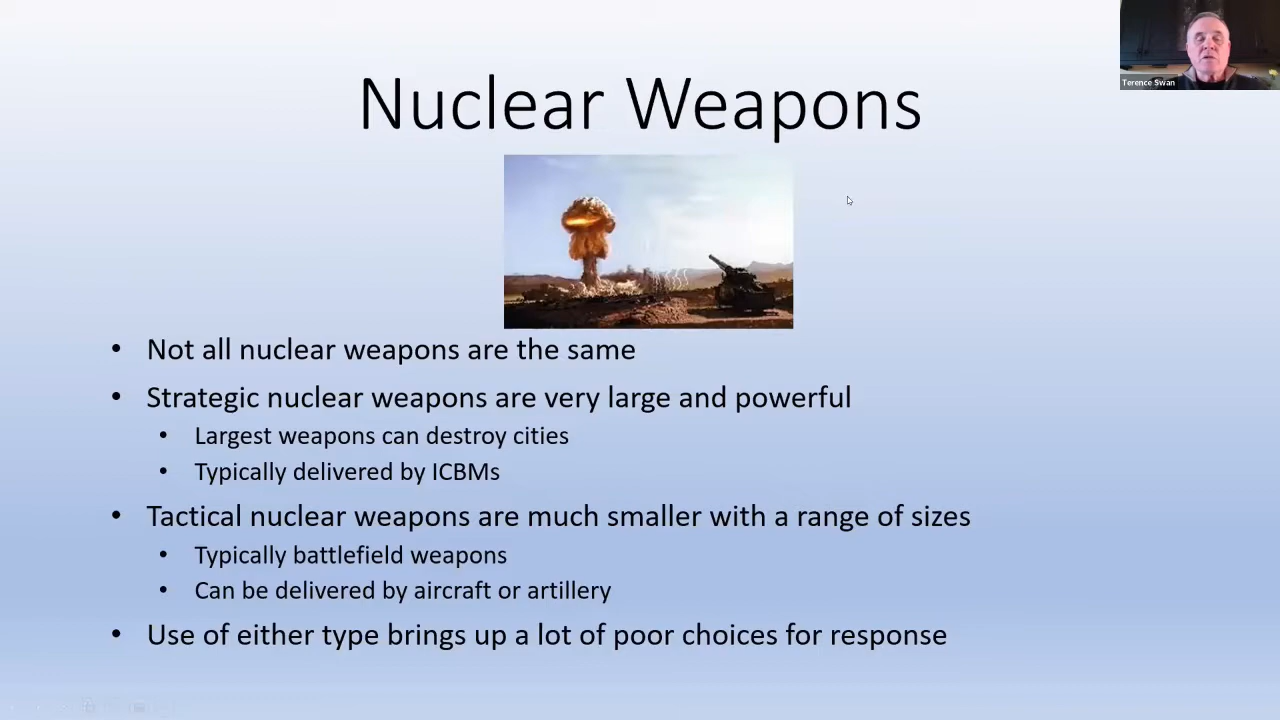 Terence Swan
Nuclear Weapons
• Not all nuclear weapons are the same
• Strategic nuclear weapons are very large and powerful
• Largest weapons can destroy cities
• Typically delivered by ICBMs
• Tactical nuclear weapons are much smaller with a range of sizes
• Typically battlefield weapons
• Can be delivered by aircraft or artillery
• Use of either type brings up a lot of poor choices for response